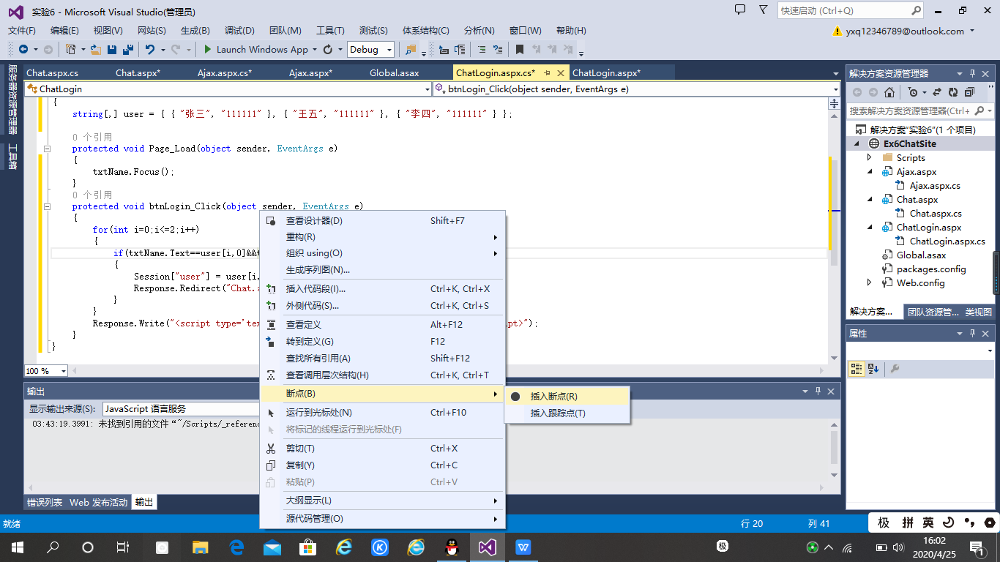 实验6 - Microsoft Visual Studio(管理员)
快速启动 (Ctrl+Q)
文件(F) 编辑(E) 视图(V) 网站(S) 生成(B) 调试(D) 团队(M) 工具(T) 测试(S) 体系结构(C) 分析(N) 窗口(W) 帮助(H)
yxq12346789@outlook.com
Launch Windows App Debug
服务器资源管理器
工具箱
Chat.aspx.cs Chat.aspx* Ajax.aspx.cs* Ajax.aspx* Global.asax ChatLogin.aspx.cs* ChatLogin.aspx*
ChatLogin btnLogin_Click(object sender, EventArgs e)
{
string[,] user = { { "张三", "111111" }, { "王五", "111111" }, { "李四", "111111" } };
0 个引用
protected void Page_Load(object sender, EventArgs e)
{
txtName.Focus();
}
0 个引用
protected void btnLogin_Click(object sender, EventArgs e)
{
for(int i=0;i<=2;i++)
{
if(txtName.Text==user[i,0]&&t
{
Session["user"] = user[i,
Response.Redirect("Chat.a
}
}
Response.Write("<script type='tex pt>");
}
}
100 %
查看设计器(D) Shift+F7
重构(R)
组织 using(O)
生成序列图(N)...
插入代码段(I)... Ctrl+K, Ctrl+X
外侧代码(S)... Ctrl+K, Ctrl+S
查看定义 Alt+F12
转到定义(G) F12
查找所有引用(A) Shift+F12
查看调用层次结构(H) Ctrl+K, Ctrl+T
断点(B)
运行到光标处(N) Ctrl+F10
将标记的线程运行到光标处(F)
剪切(T) Ctrl+X
复制(Y) Ctrl+C
粘贴(P) Ctrl+V
大纲显示(L)
源代码管理(O)
插入断点(R)
插入跟踪点(T)
输出
显示输出来源(S): JavaScript 语言服务
03:43:19.3991: 未找到引用的文件“~/Scripts/_referenc
错误列表 Web 发布活动 输出
解决方案资源管理器
搜索解决方案资源管理器(Ctrl+
解决方案"实验6"(1 个项目)
Ex6ChatSite
Scripts
Ajax.aspx
Ajax.aspx.cs
Chat.aspx
Chat.aspx.cs
ChatLogin.aspx
ChatLogin.aspx.cs
Global.asax
packages.config
Web.config
解决方案... 团队资源管... 类视图
属性
就绪 行 20 列 41
极 拼 英
极
16:02
2020/4/25
1